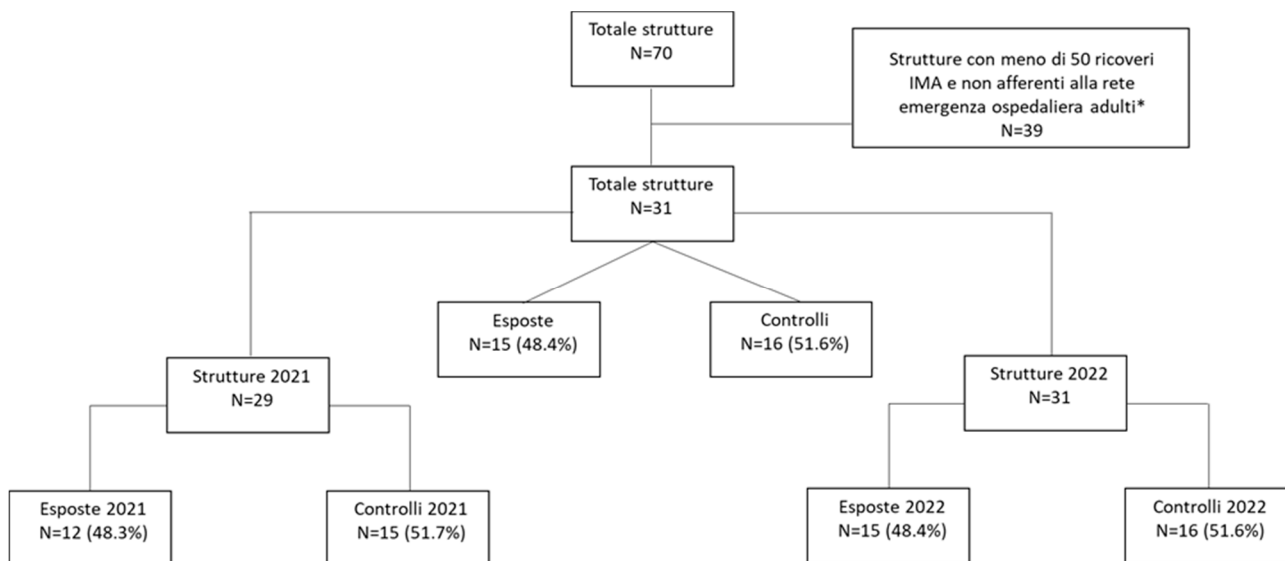 Totale strutture
N=70
Strutture con meno di 50 ricoveri
IMA e non afferenti alla rete
emergenza ospedaliera adulti*
N=39
Totale strutture
N=31
Esposte
N=15 (48.4%)
Controlli
N=16 (51.6%)
Strutture 2021
N=29
Strutture 2022
N=31
Esposte 2021
N=12 (48.3%)
Controlli 2021
N=15 (51.7%)
Esposte 2022
N=15 (48.4%)
Controlli 2022
N=16 (51.6%)